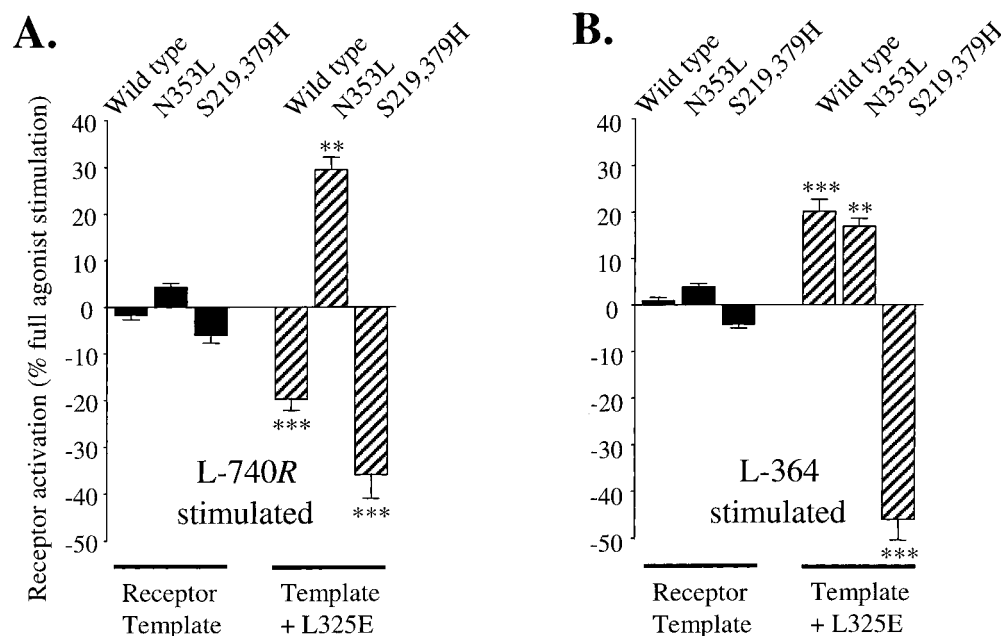 A.
Wild type
N353L
S219,379H
Wild type
N353L
S219,379H
Receptor activation (% full agonist stimulation)
40
30
20
10
0
-10
-20
-30
-40
-50
**
***
***
L-740R
stimulated
Receptor
Template
Template
+ L325E
B.
Wild type
N353L
S219,379H
Wild type
N353L
S219,379H
40
30
20
10
0
-10
-20
-30
-40
-50
***
**
***
L-364
stimulated
Receptor
Template
Template
+ L325E